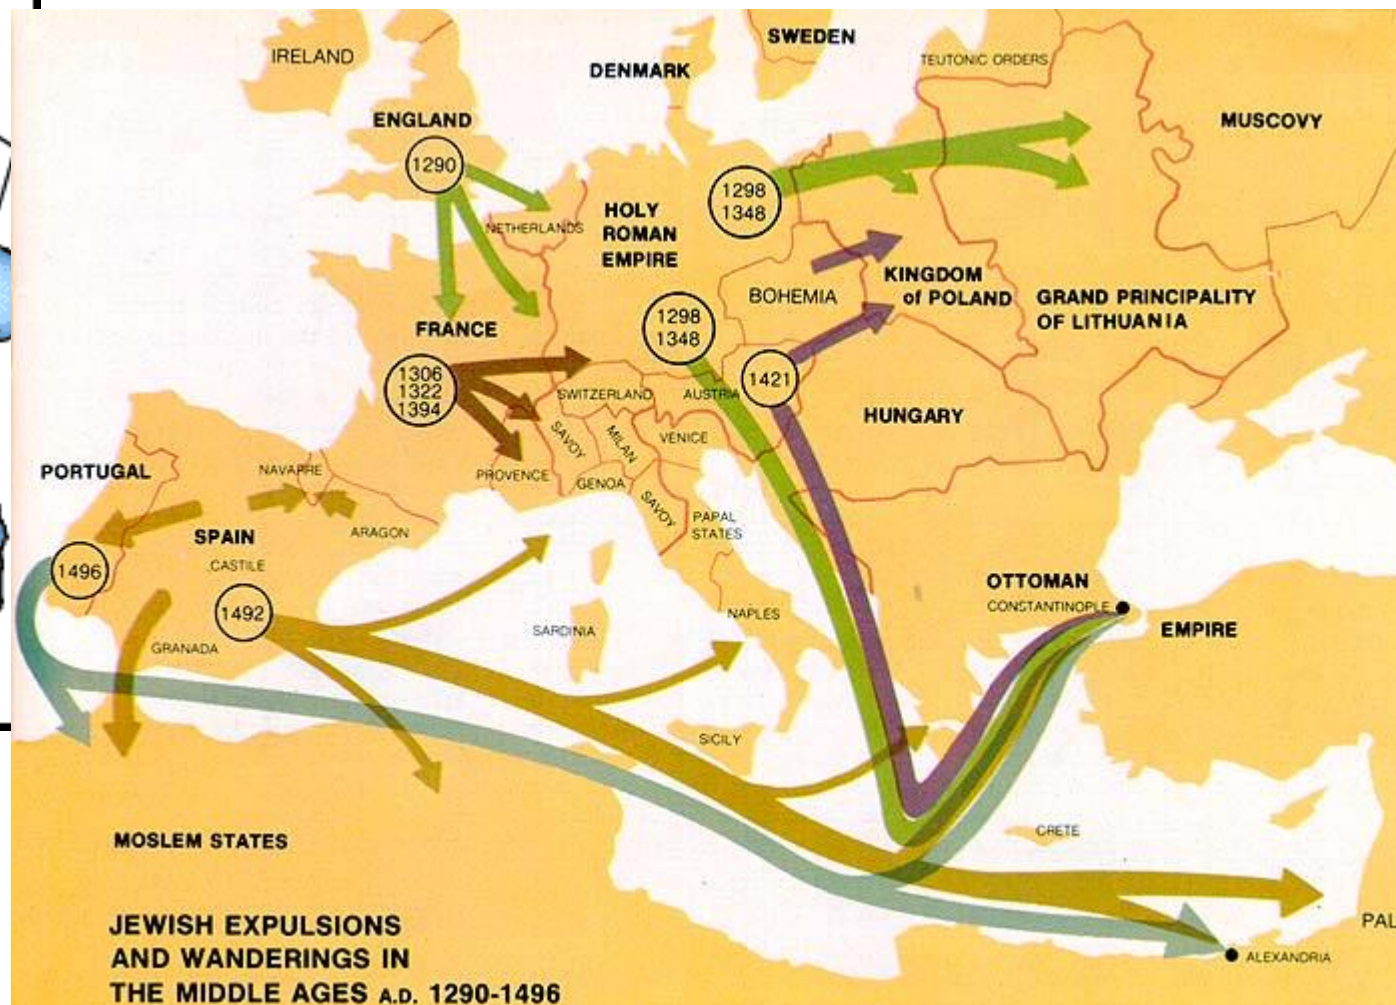 IRELAND
SWEDEN
DENMARK
TEUTONIC ORDERS
ENGLAND
MUSCOVY
1290
1298
1348
NETHERLANDS
HOLY
ROMAN
EMPIRE
BOHEMIA
KINGDOM
of POLAND
GRAND PRINCIPALITY
OF LITHUANIA
FRANCE
1298
1348
1306
1322
1394
SWITZERLAND
AUSTRIA
1421
HUNGARY
SAVOY
MILAN
VENICE
PORTUGAL
NAVARRE
PROVENCE
GENOA
SAVOY
PAPAL
STATES
SPAIN
ARAGON
CASTILE
1496
1492
OTTOMAN
CONSTANTINOPLE
EMPIRE
NAPLES
SARDINIA
GRANADA
SICILY
CRETE
MOSLEM STATES
PAL
ALEXANDRIA
JEWISH EXPULSIONS
AND WANDERINGS IN
THE MIDDLE AGES A.D. 1290-1496